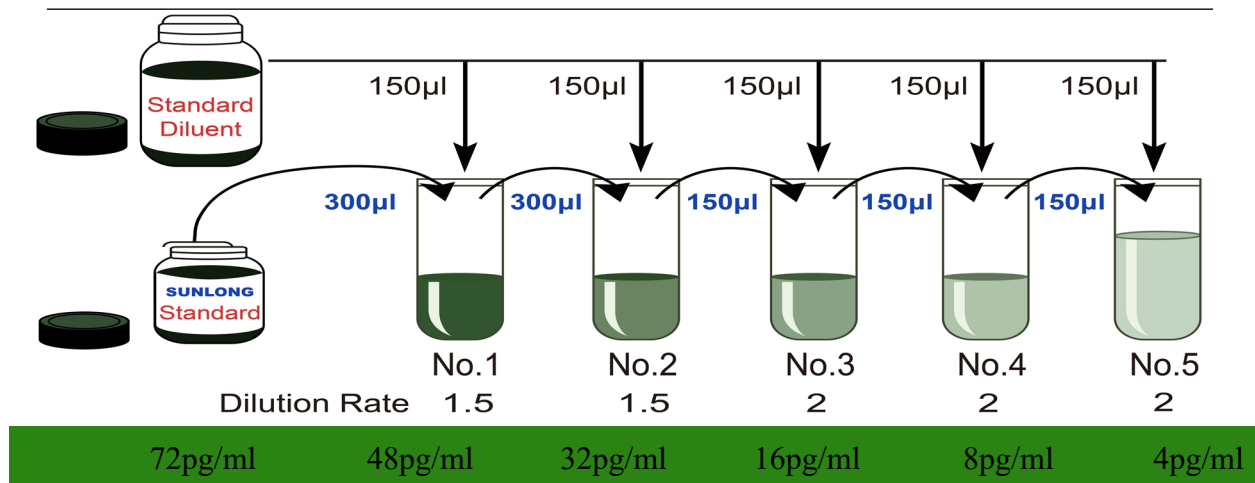 150µl 150µl 150µl 150µl 150µl
Standard
Diluent
300µl 300µl 150µl 150µl 150µl
SUNLONG
Standard
No.1 No.2 No.3 No.4 No.5
Dilution Rate 1.5 1.5 2 2 2
72pg/ml 48pg/ml 32pg/ml 16pg/ml 8pg/ml 4pg/ml